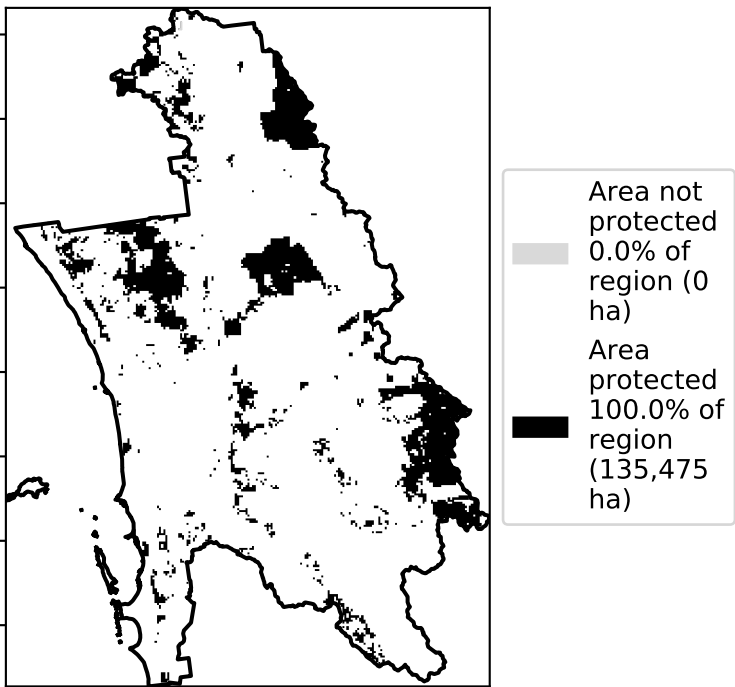 Area not
protected
0.0% of
region (0
ha)
Area
protected
100.0% of
region
(135,475
ha)